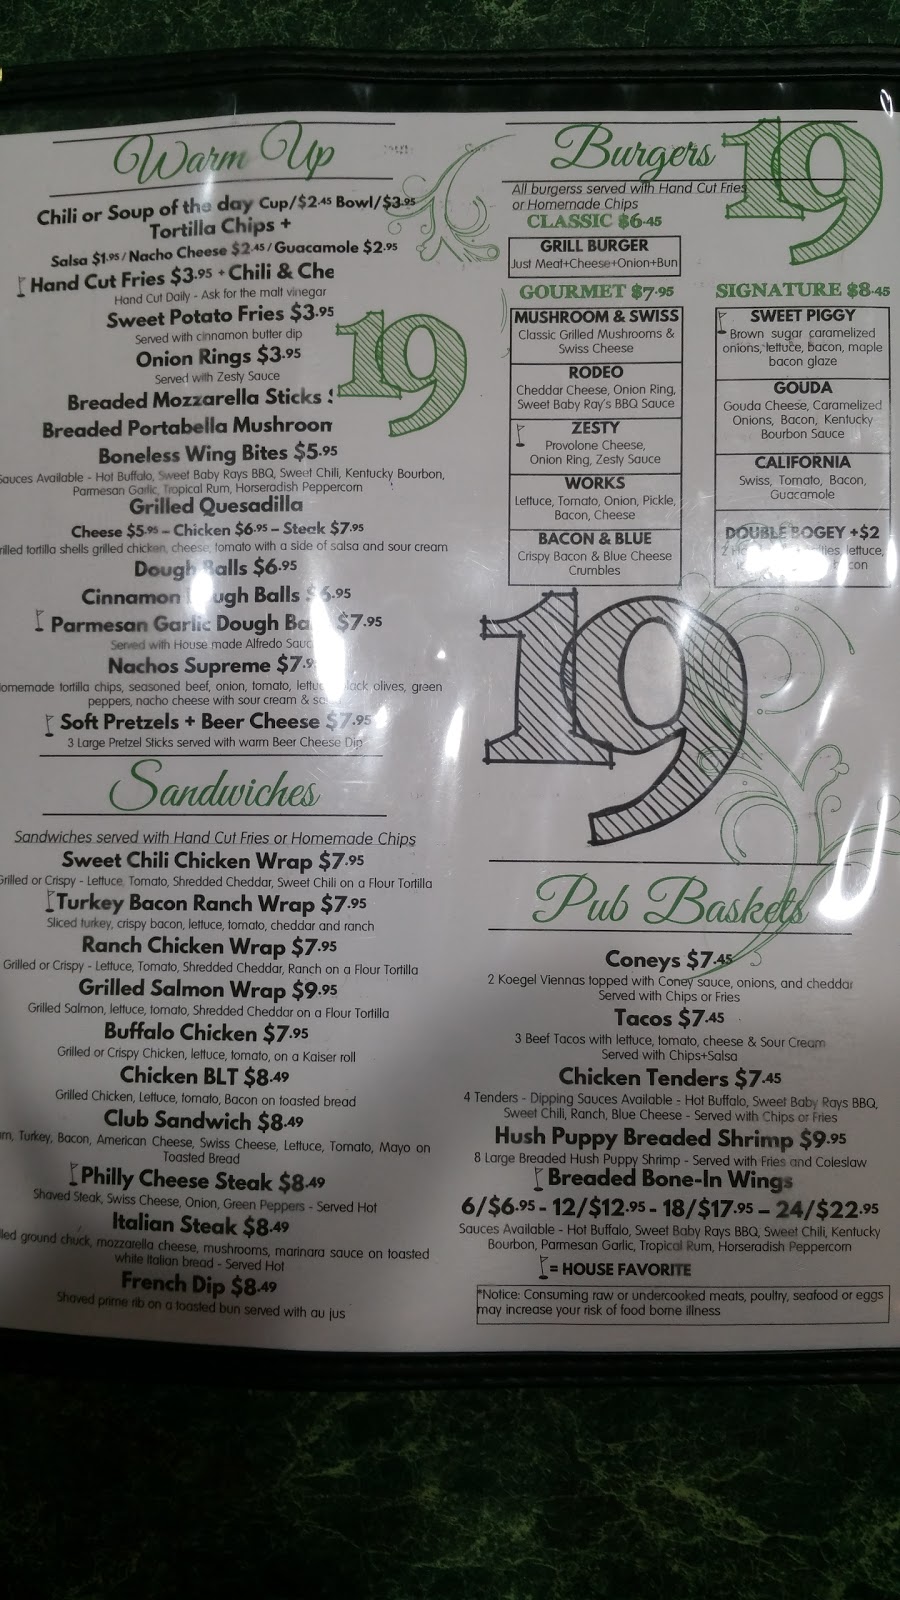 Warm Up
Chili or Soup of the day Cup/$2.45 Bowl/$3.95
Tortilla Chips +
Salsa $1.95/Nacho Cheese $2.45/Guacamole $2.95
Hand Cut Fries $3.95 + Chili & Che
Hand Cut Daily - Ask for the malt vinegar
Sweet Potato Fries $3.95
Served with cinnamon butter dip
Onion Rings $3.95
Served with Zesty Sauce
19
Breaded Mozzarella Sticks
Breaded Portabella Mushroon
Boneless Wing Bites $5.95
Sauces Available - Hot Buffalo, Sweet Baby Rays BBQ, Sweet Chili, Kentucky Bourbon,
Parmesan Garlic, Tropical Rum, Horseradish Peppercorn
Grilled Quesadilla
Cheese $5.95 – Chicken $6.95 – Steak $7.95
rilled tortilla shells grilled chicken, cheese, tomato with a side of salsa and sour cream
Dough Balls $6.95
Cinnamon Dough Balls $6.95
Parmesan Garlic Dough Ba $7.95
Served with House made Alfredo Sauc
Nachos Supreme $7.9
omemade tortilla chips, seasoned beef, onion, tomato, lettuc black olives, green
peppers, nacho cheese with sour cream &
Soft Pretzels + Beer Cheese $7.95
3 Large Pretzel Sticks served with warm Beer Cheese Dip
Sandwiches
Sandwiches served with Hand Cut Fries or Homemade Chips
Sweet Chili Chicken Wrap $7.95
Grilled or Crispy - Lettuce, Tomato, Shredded Cheddar, Sweet Chili on a Flour Tortilla
Turkey Bacon Ranch Wrap $7.95
Sliced turkey, crispy bacon, lettuce, tomato, cheddar and ranch
Ranch Chicken Wrap $7.95
Grilled or Crispy - Lettuce, Tomato, Shredded Cheddar, Ranch on a Flour Tortilla
Grilled Salmon Wrap $9.95
Grilled Salmon, lettuce, tomato, Shredded Cheddar on a Flour Tortilla
Buffalo Chicken $7.95
Grilled or Crispy Chicken, lettuce, tomato, on a Kaiser roll
Chicken BLT $8.49
Grilled Chicken, Lettuce, tomato, Bacon on toasted bread
Club Sandwich $8.49
m, Turkey, Bacon, American Cheese, Swiss Cheese, Lettuce, Tomato, Mayo on
Toasted Bread
Philly Cheese Steak $8.49
Shaved Steak, Swiss Cheese, Onion, Green Peppers - Served Hot
Italian Steak $8.49
lled ground chuck, mozzarella cheese, mushrooms, marinara sauce on toasted
white Italian bread - Served Hot
French Dip $8.49
Shaved prime rib on a toasted bun served with au jus
Burgers
19
All burgerss served with Hand Cut Fries
or Homemade Chips
CLASSIC $6.45
GRILL BURGER
Just Meat+Cheese+Onion+Bun
GOURMET $7.95
MUSHROOM & SWISS
Classic Grilled Mushrooms &
Swiss Cheese
RODEO
Cheddar Cheese, Onion Ring,
Sweet Baby Ray's BBQ Sauce
ZESTY
Provolone Cheese,
Onion Ring, Zesty Sauce
WORKS
Lettuce, Tomato, Onion, Pickle,
Bacon, Cheese
BACON & BLUE
Crispy Bacon & Blue Cheese
Crumbles
SIGNATURE $8.45
SWEET PIGGY
Brown sugar caramelized
onions, lettuce, bacon, maple
bacon glaze
GOUDA
Gouda Cheese, Caramelized
Onions, Bacon, Kentucky
Bourbon Sauce
CALIFORNIA
Swiss, Tomato, Bacon,
Guacamole
DOUBLE BOGEY +$2
2 lettuce,
bacon
19
Pub Baskets
Coneys $7.45
2 Koegel Viennas topped with Coney sauce, onions, and cheddar
Served with Chips or Fries
Tacos $7.45
3 Beef Tacos with lettuce, tomato, cheese & Sour Cream
Served with Chips+Salsa
Chicken Tenders $7.45
4 Tenders - Dipping Sauces Available - Hot Buffalo, Sweet Baby Rays BBQ,
Sweet Chili, Ranch, Blue Cheese - Served with Chips or Fries
Hush Puppy Breaded Shrimp $9.95
8 Large Breaded Hush Puppy Shrimp - Served with Fries and Coleslaw
Breaded Bone-In Wings
6/$6.95 - 12/$12.95 - 18/$17.95 – 24/$22.95
Sauces Available - Hot Buffalo, Sweet Baby Rays BBQ, Sweet Chili, Kentucky
Bourbon, Parmesan Garlic, Tropical Rum, Horseradish Peppercorn
= HOUSE FAVORITE
*Notice: Consuming raw or undercooked meats, poultry, seafood or eggs
may increase your risk of food borne illness